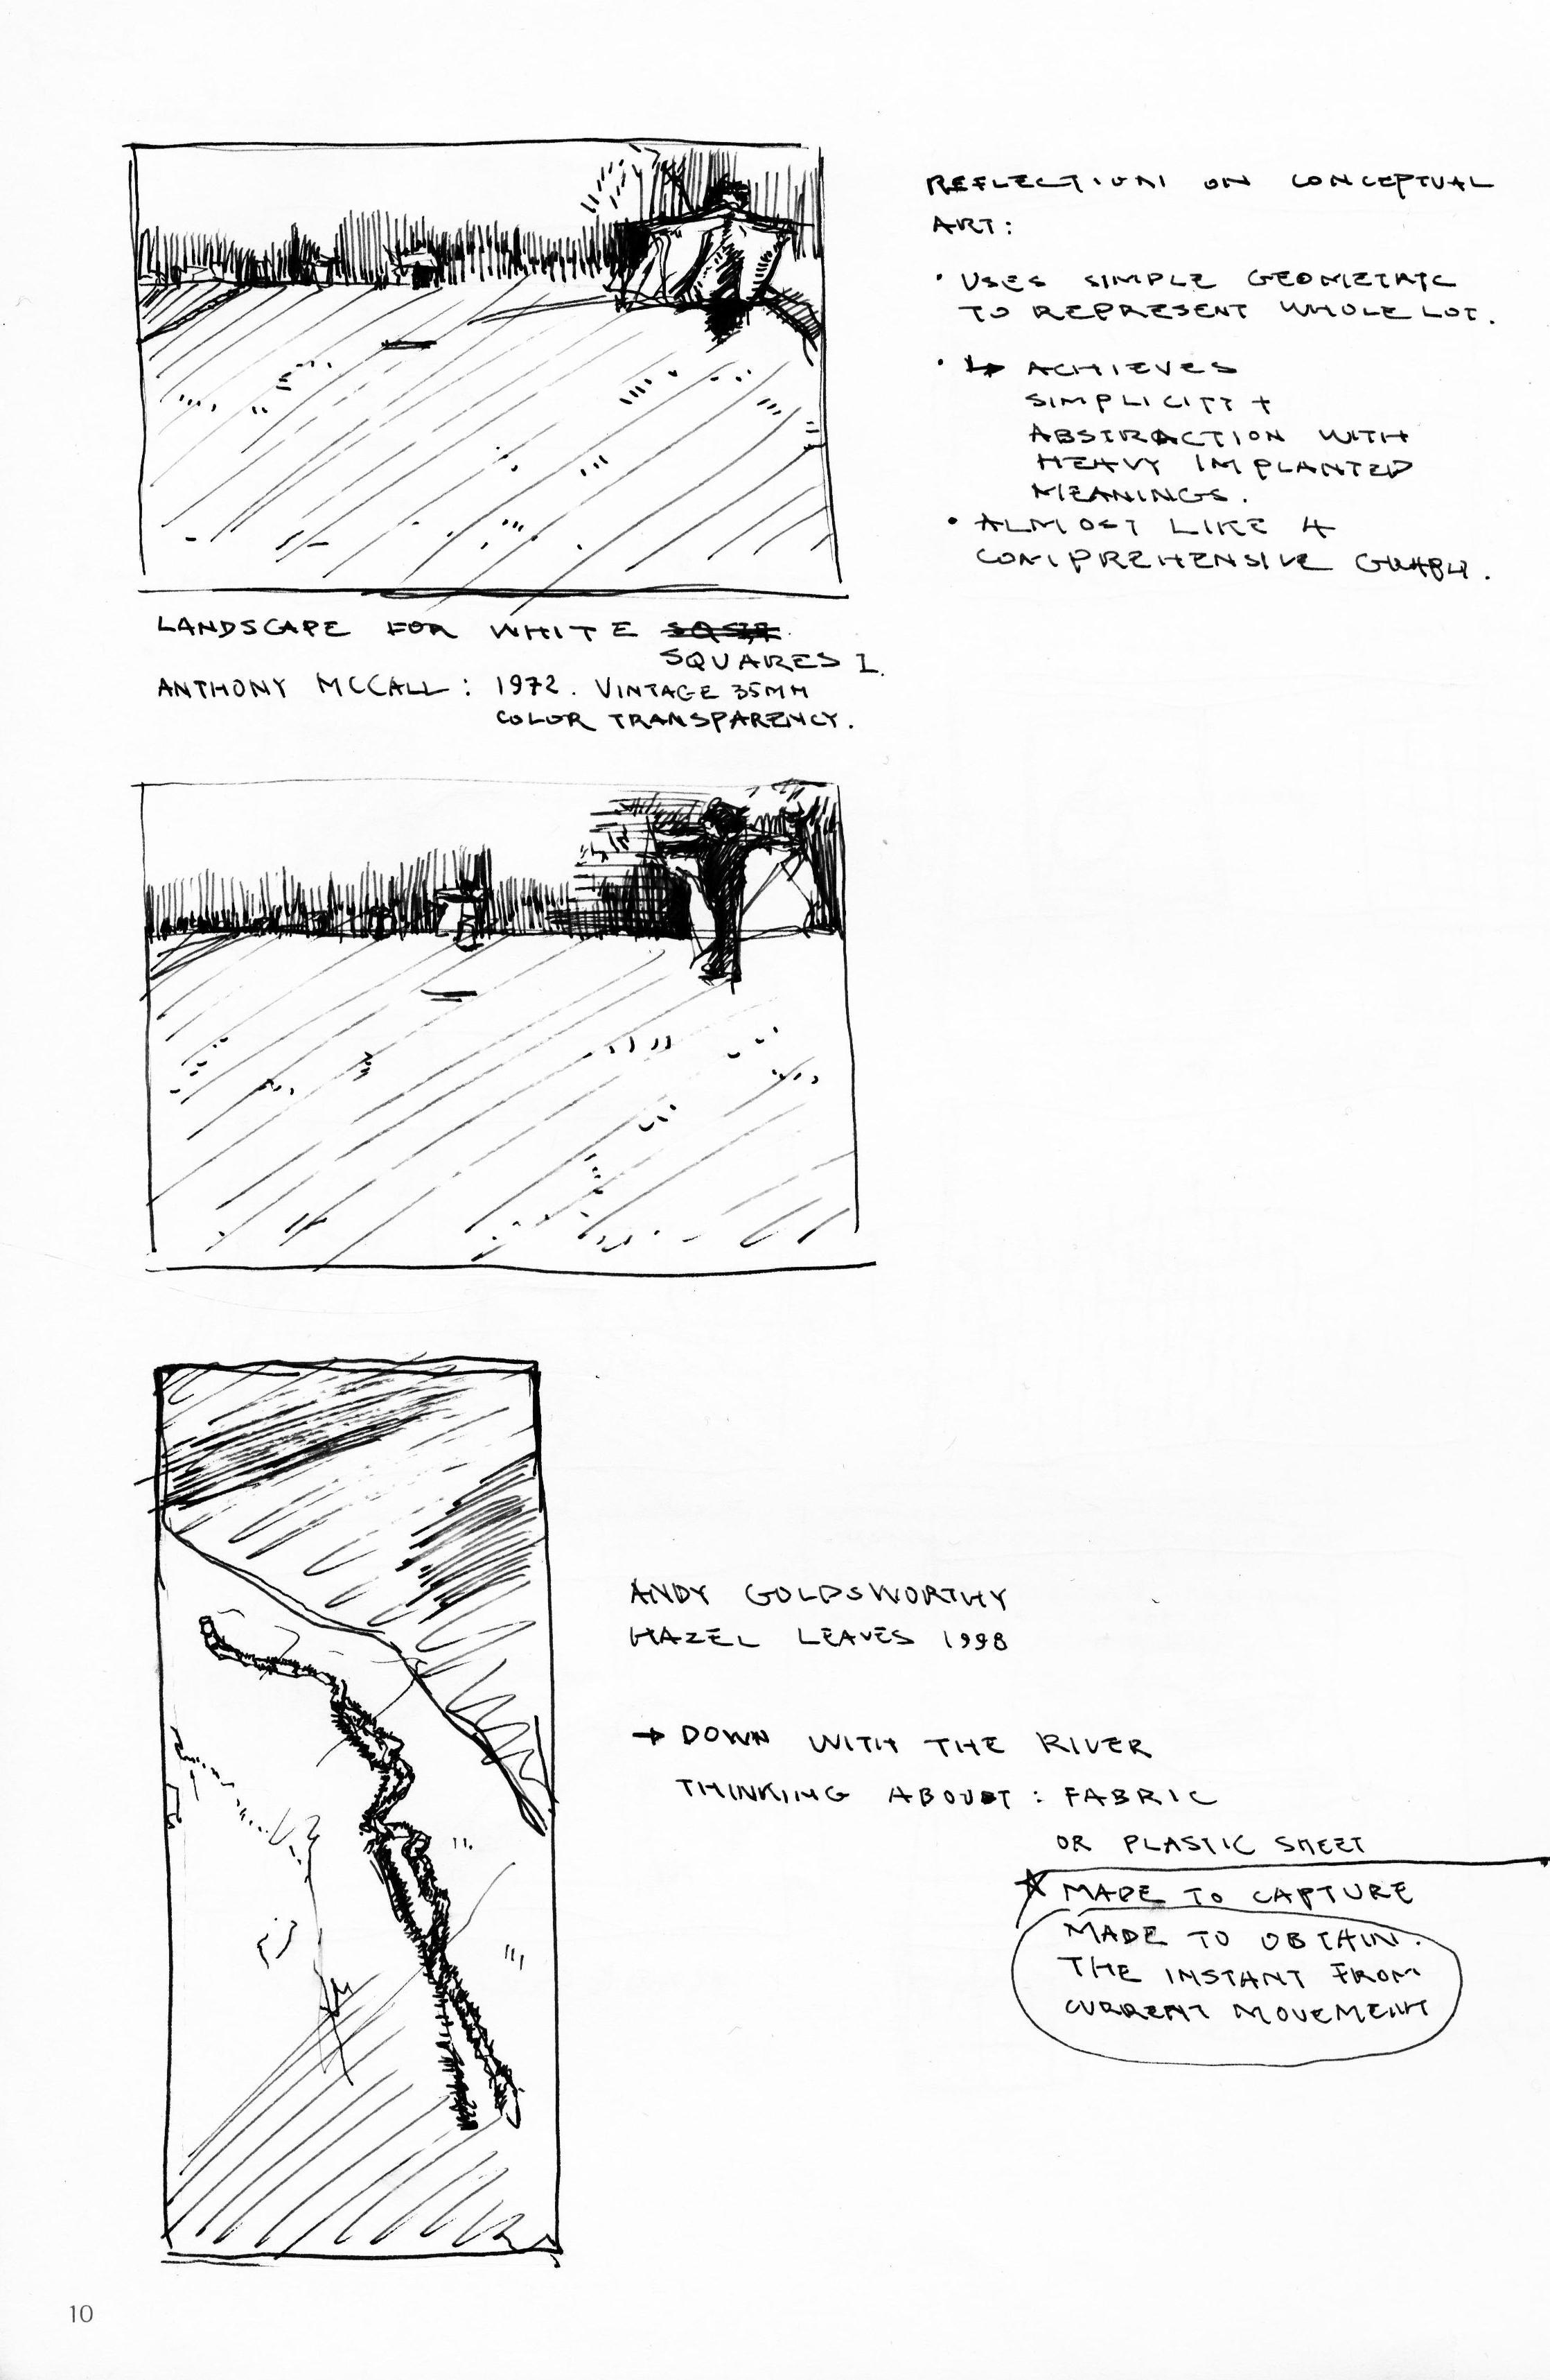 REFLECTION ON CONCEPTUAL
ART:
• USES SIMPLE GEOMETRIC
TO REPRESENT WHOLE LOT.
• ↳ ACHIEVES
SIMPLICITY +
ABSTRACTION WITH
HEAVY IMPLANTED
MEANINGS.
• ALMOST LIKE A
COMPREHENSIVE GRAPH.
LANDSCAPE FOR WHITE
SQUARES I.
ANTHONY MCCALL: 1972. VINTAGE 35MM
COLOR TRANSPARENCY.
ANDY GOLDSWORTHY
HAZEL LEAVES 1998
→ DOWN WITH THE RIVER
THINKING ABOUT: FABRIC
OR PLASTIC SHEET
☆ MADE TO CAPTURE
MADE TO OBTAIN.
THE INSTANT FROM
CURRENT MOVEMENT
10